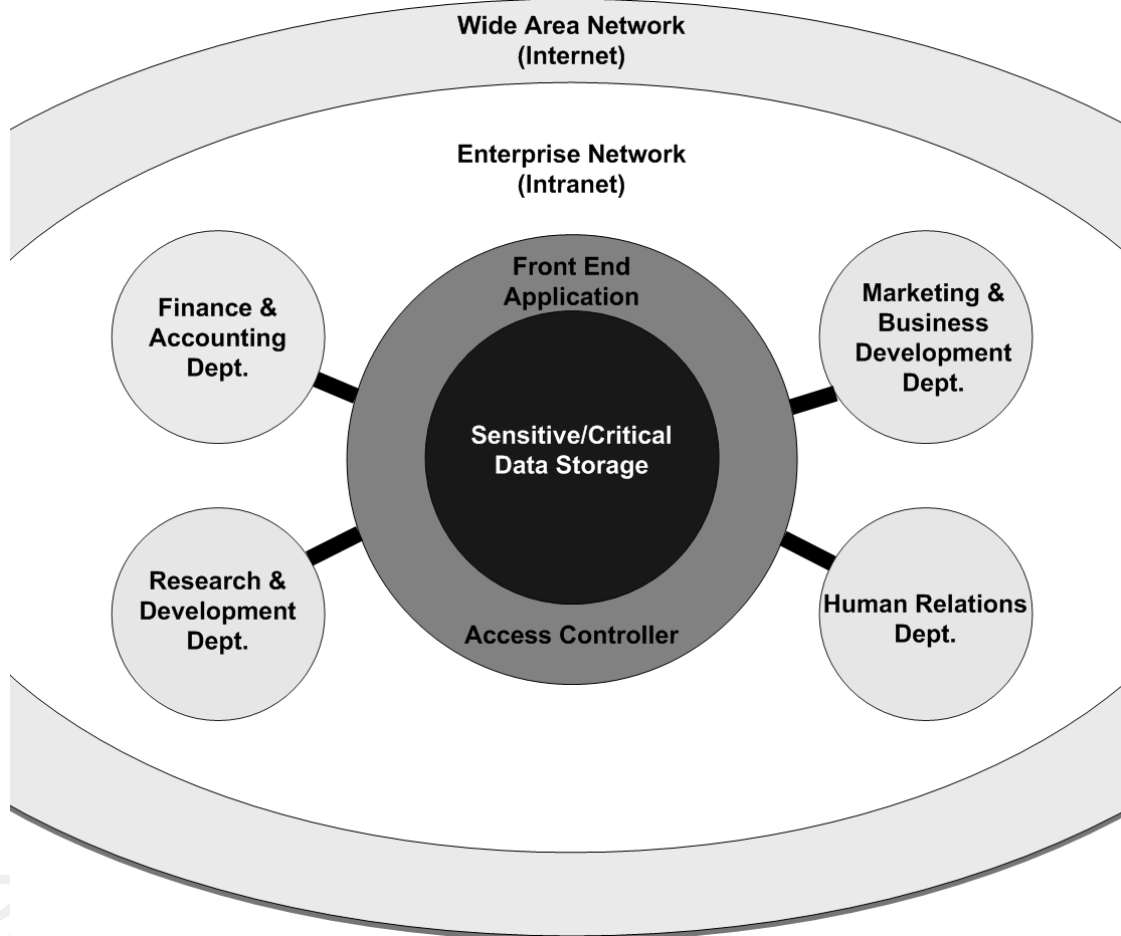 Wide Area Network
(Internet)
Enterprise Network
(Intranet)
Front End
Application
Finance &
Accounting
Dept.
Marketing &
Business
Development
Dept.
Sensitive/Critical
Data Storage
Research &
Development
Dept.
Human Relations
Dept.
Access Controller